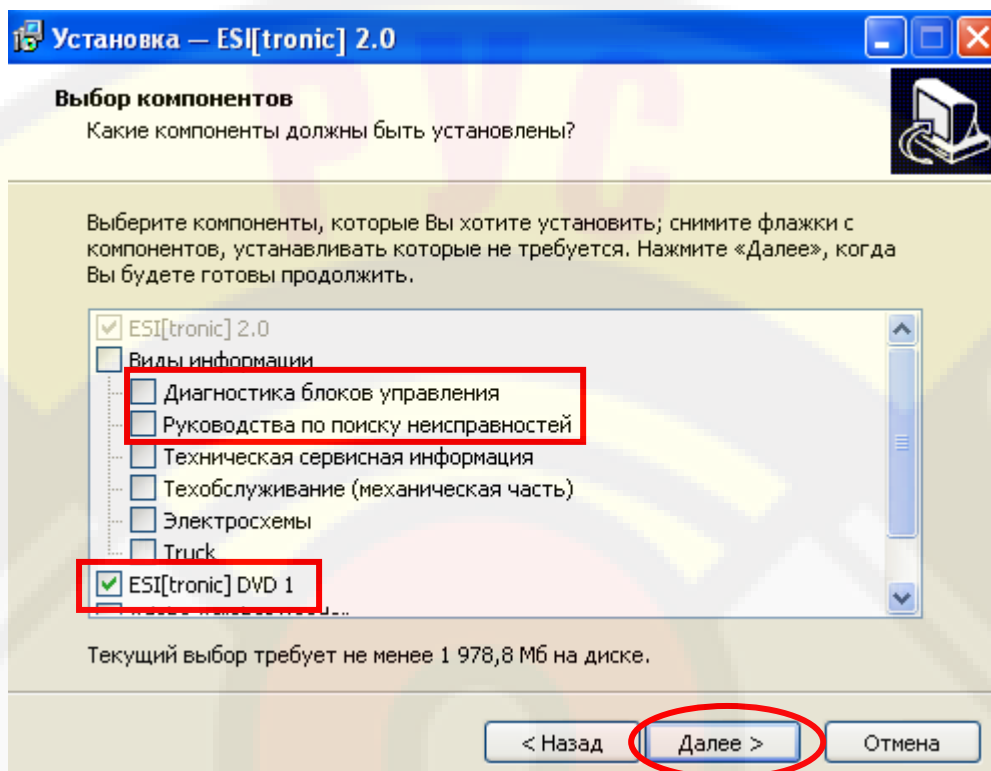 Установка — ESI[tronic] 2.0
Выбор компонентов
Какие компоненты должны быть установлены?
РУС
Выберите компоненты, которые Вы хотите установить; снимите флажки с
компонентов, устанавливать которые не требуется. Нажмите «Далее», когда
Вы будете готовы продолжить.
ESI[tronic] 2.0
Виды информации
Диагностика блоков управления
Руководства по поиску неисправностей
Техническая сервисная информация
Техобслуживание (механическая часть)
Электросхемы
Truck
ESI[tronic] DVD 1
Текущий выбор требует не менее 1 978,8 Мб на диске.
< Назад
Далее >
Отмена